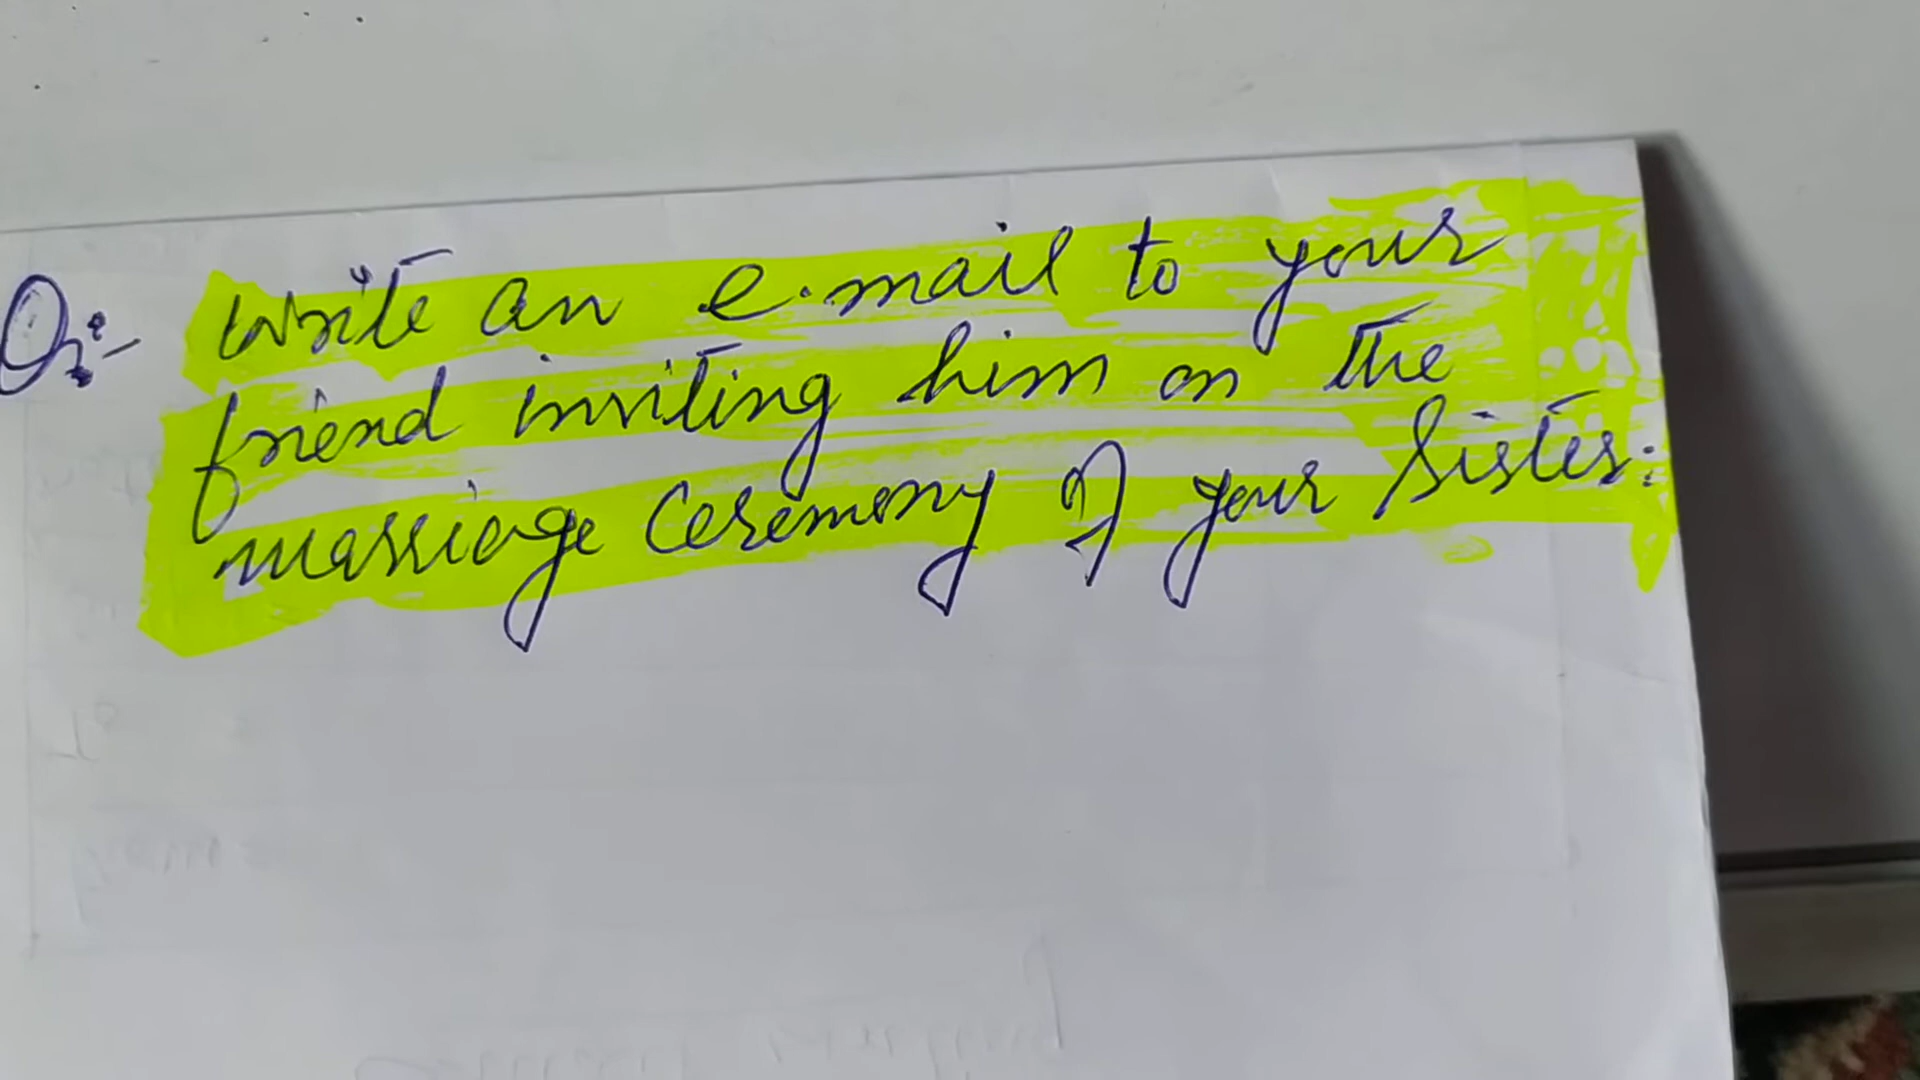 Q:- Write an e-mail to your
friend inviting him on the
marriage ceremony of your Sister.